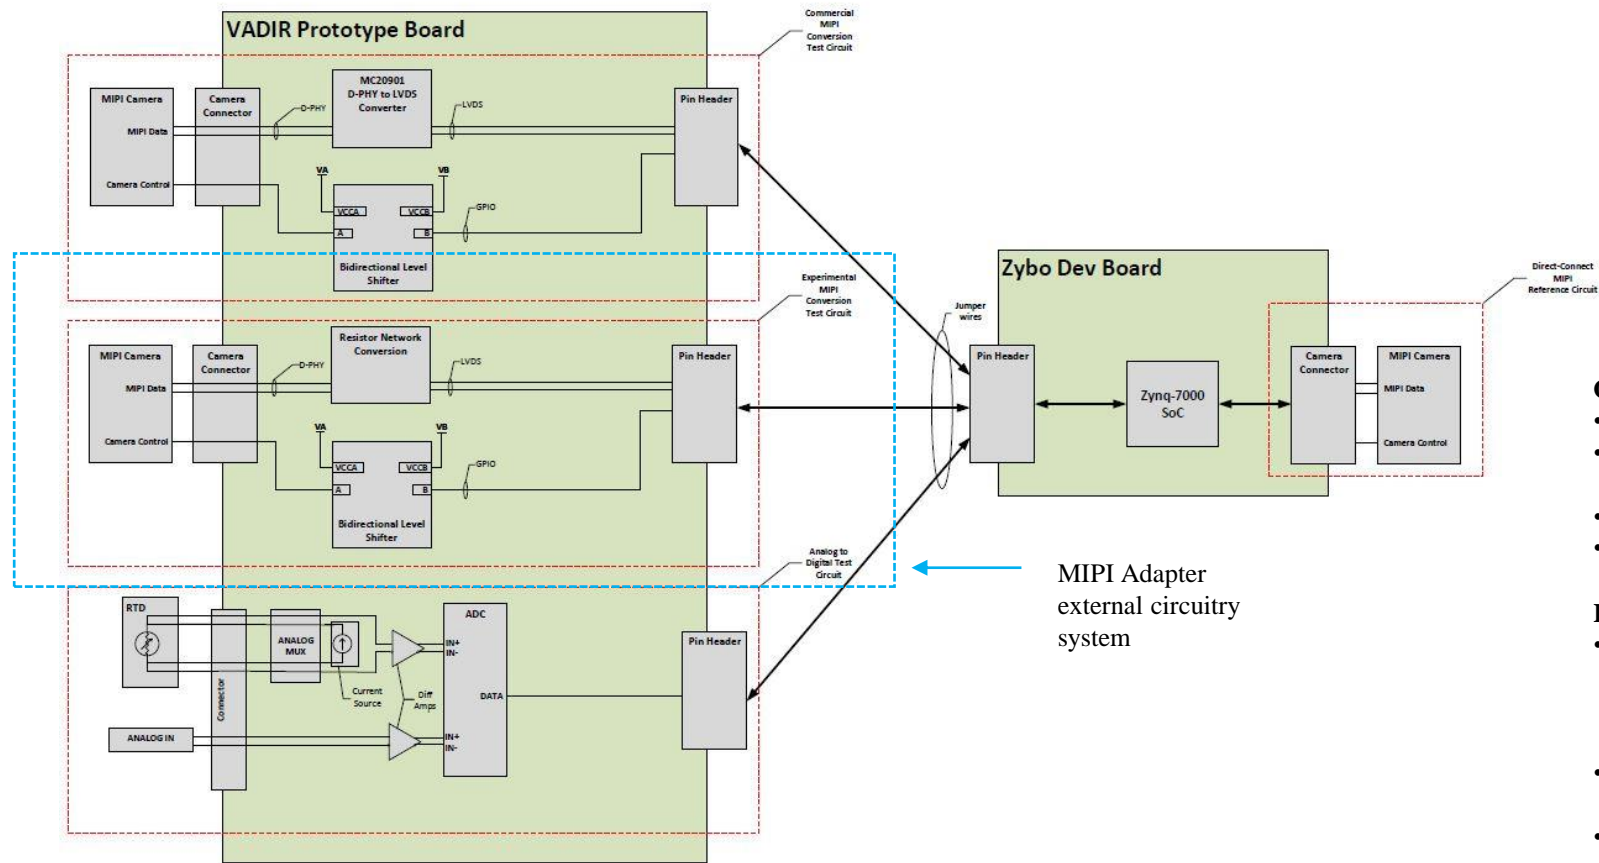 VADIR Prototype Board
Commercial
MIPI
Conversion
Test Circuit
MIPI Camera
MIPI Data
Camera Control
Camera
Connector
D-PHY
MC20901
D-PHY to LVDS
Converter
LVDS
Pin Header
VA
VB
VCCA
VCCB
A
B
GPIO
Bidirectional Level
Shifter
Experimental
MIPI
Conversion
Test Circuit
MIPI Camera
MIPI Data
Camera Control
Camera
Connector
D-PHY
Resistor Network
Conversion
LVDS
Pin Header
VA
VB
VCCA
VCCB
A
B
GPIO
Bidirectional Level
Shifter
Analog to
Digital Test
Circuit
RTD
Connector
ANALOG
MUX
Current
Source
Diff
Amps
ADC
IN+
IN-
DATA
IN+
IN-
ANALOG IN
Pin Header
Jumper
wires
Zybo Dev Board
Pin Header
Zynq-7000
SoC
Camera
Connector
MIPI Camera
MIPI Data
Camera Control
Direct-Connect
MIPI
Reference Circuit
MIPI Adapter
external circuitry
system